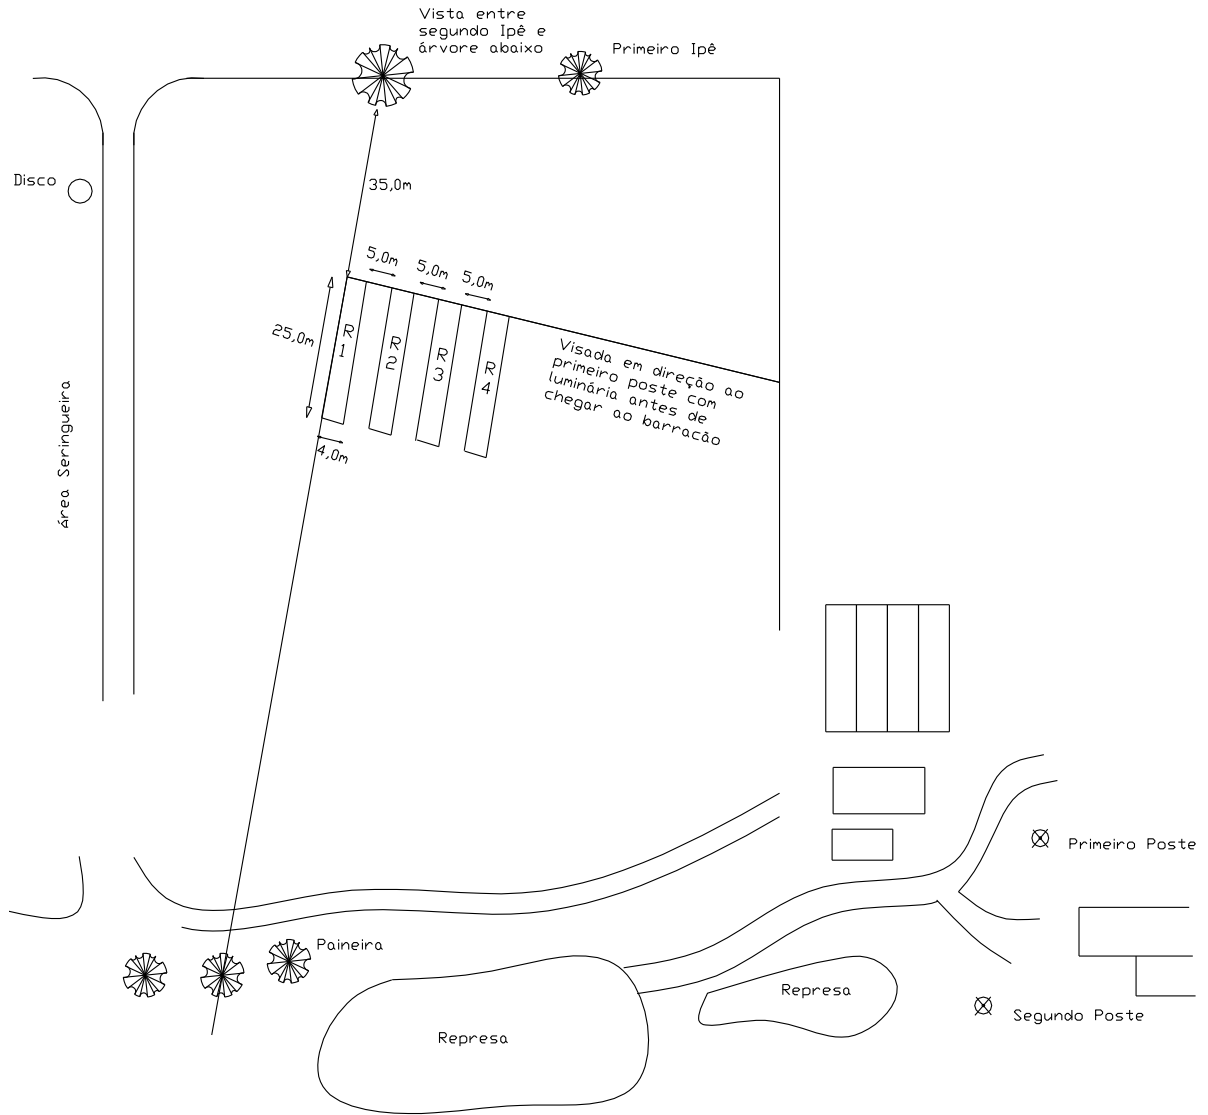 Vista entre
segundo Ipê e
árvore abaixo
Primeiro Ipê
Disco
35,0m
5,0m
5,0m
5,0m
25,0m
R
1
R
2
R
3
R
4
Visada em direção ao
primeiro poste com
luminária antes de
chegar ao barracão
4,0m
Área Seringueira
Primeiro Poste
Paineira
Represa
Segundo Poste
Represa